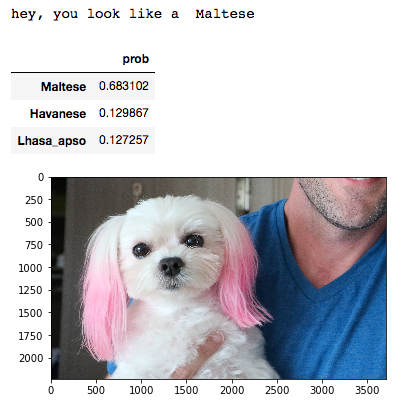 hey, you look like a  Maltese
prob
Maltese 0.683102
Havanese 0.129867
Lhasa_apso 0.127257
0
250
500
750
1000
1250
1500
1750
2000
0 500 1000 1500 2000 2500 3000 3500